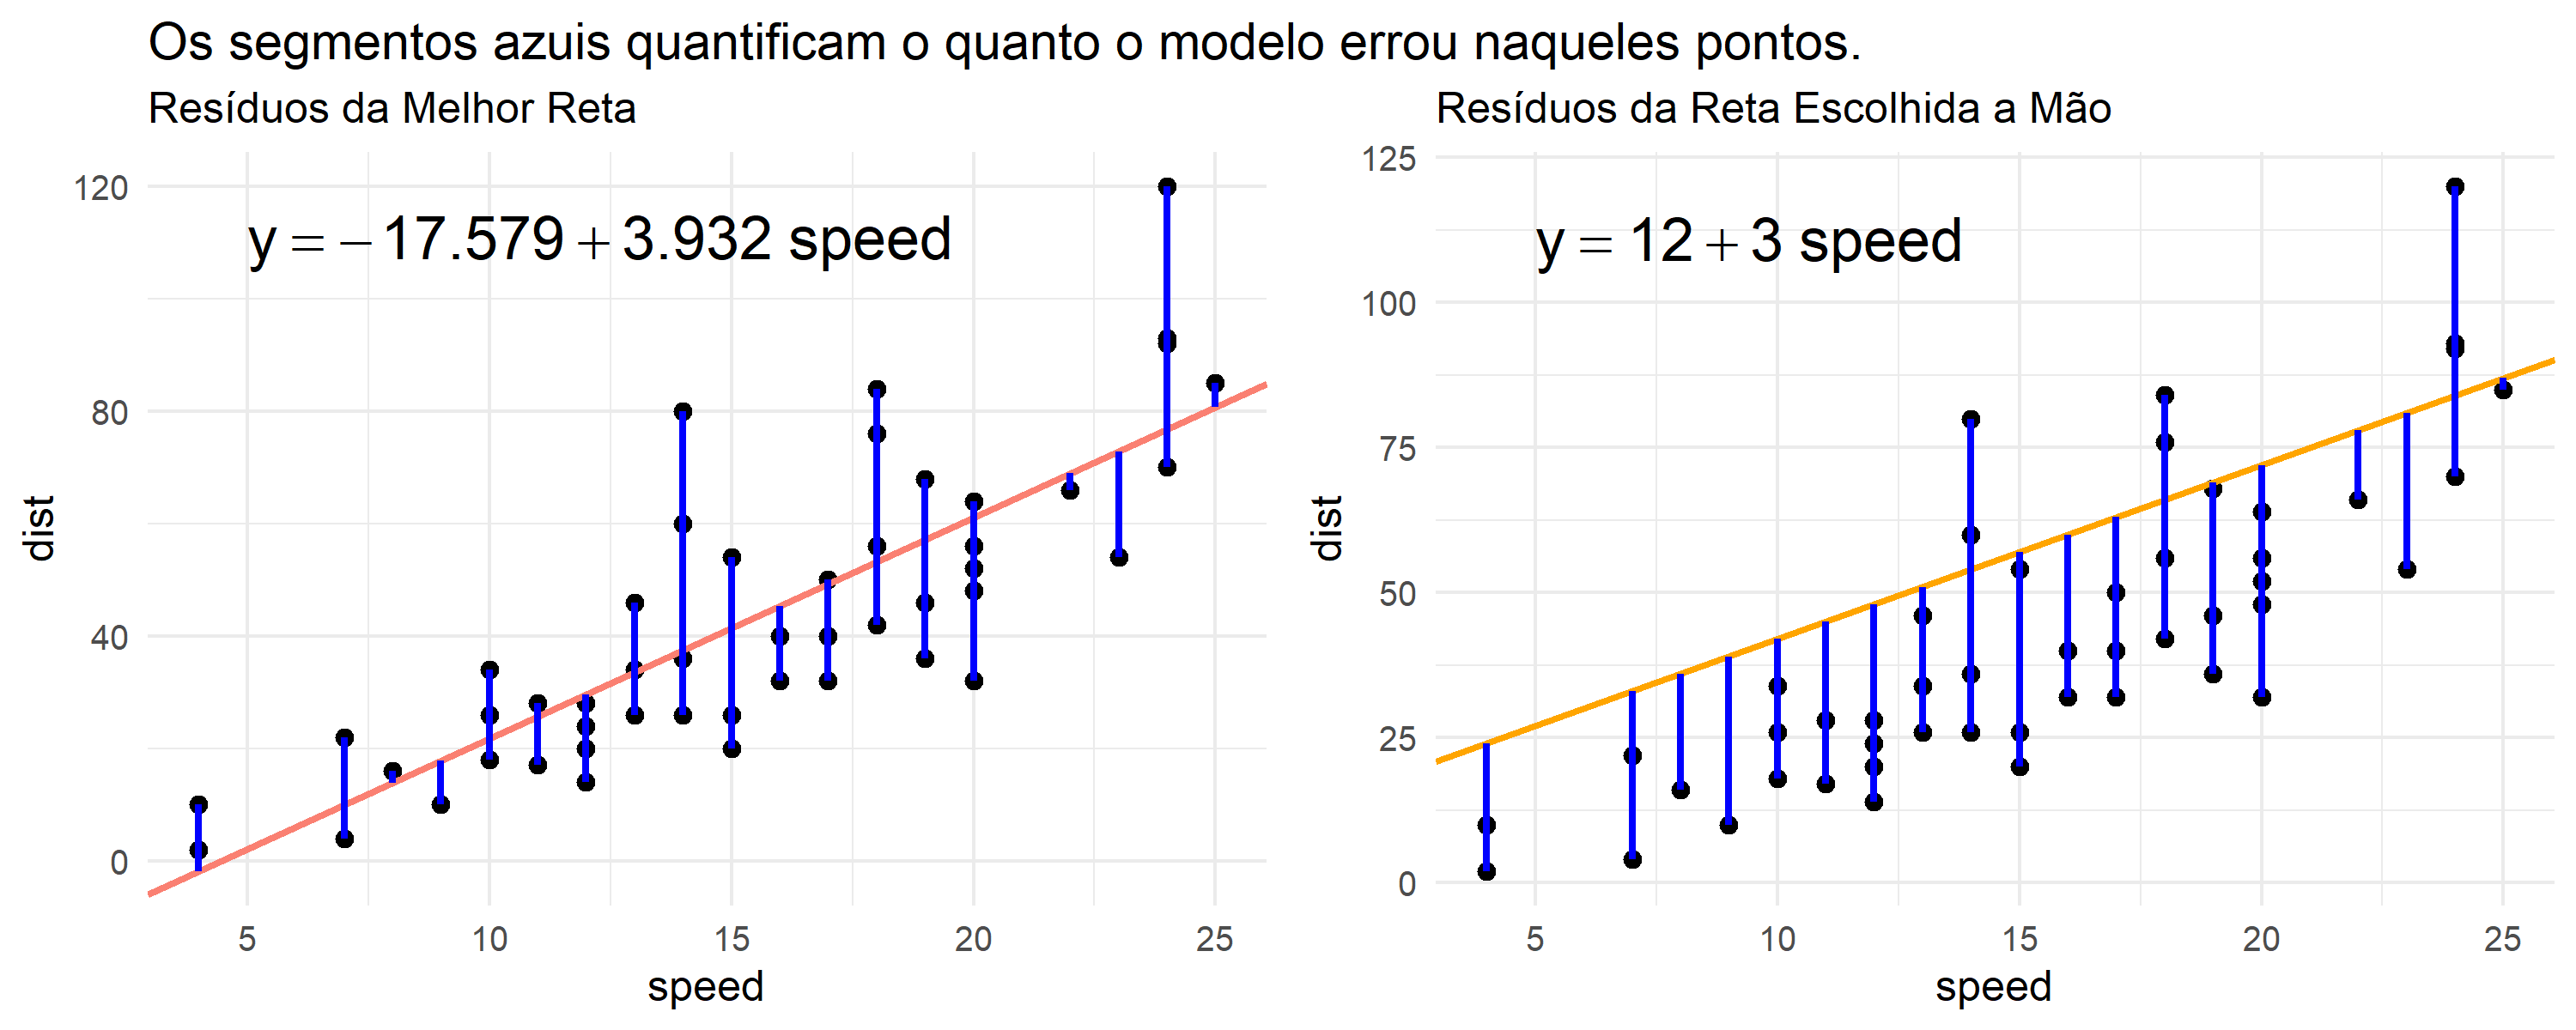 Os segmentos azuis quantificam o quanto o modelo errou naqueles pontos.
Resíduos da Melhor Reta
y = − 17.579 + 3.932 speed
120
80
40
0
dist
5 10 15 20 25
speed
Resíduos da Reta Escolhida a Mão
y = 12 + 3 speed
125
100
75
50
25
0
dist
5 10 15 20 25
speed